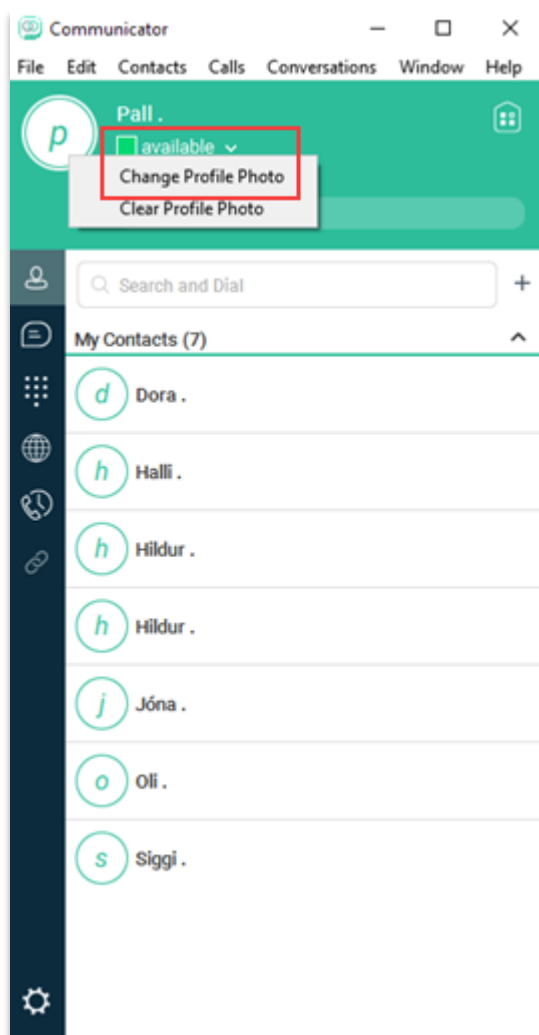 Communicator
File Edit Contacts Calls Conversations Window Help
p
Pall .
available
Change Profile Photo
Clear Profile Photo
Search and Dial
My Contacts (7)
d Dora .
h Halli .
h Hildur .
h Hildur .
j Jóna .
o Oli .
s Siggi .